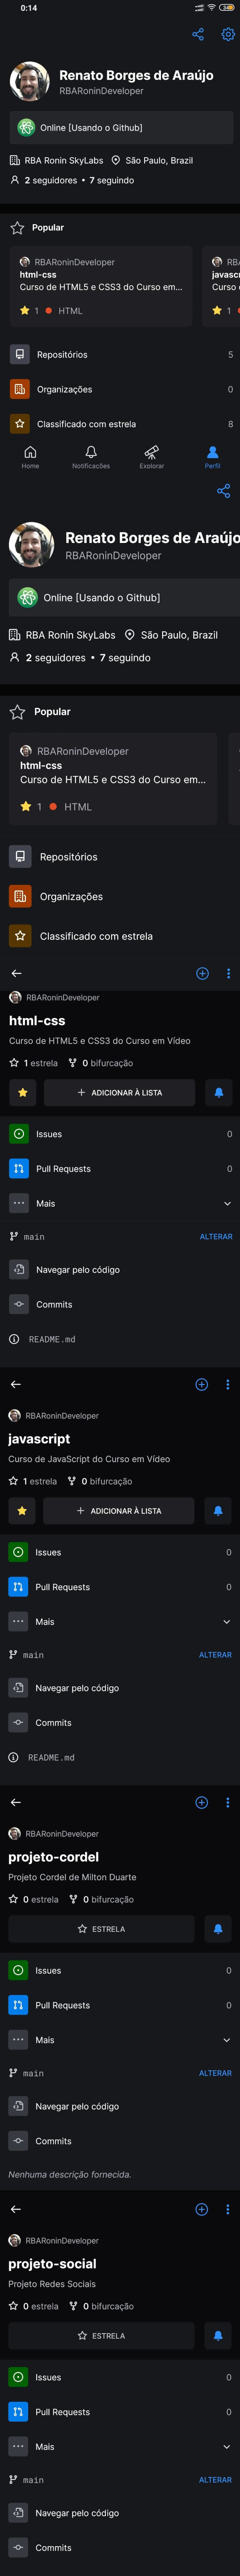 0:14
Renato Borges de Araújo
RBARoninDeveloper
Online [Usando o Github]
RBA Ronin SkyLabs São Paulo, Brazil
2 seguidores • 7 seguindo
Popular
RBARoninDeveloper RBA
html-css javasc
Curso de HTML5 e CSS3 do Curso em... Curso
1 HTML 1
Repositórios 5
Organizações 0
Classificado com estrela 8
Home Notificações Explorar Perfil
Renato Borges de Araújo
RBARoninDeveloper
Online [Usando o Github]
RBA Ronin SkyLabs São Paulo, Brazil
2 seguidores • 7 seguindo
Popular
RBARoninDeveloper
html-css
Curso de HTML5 e CSS3 do Curso em...
1 HTML
Repositórios
Organizações
Classificado com estrela
RBARoninDeveloper
html-css
Curso de HTML5 e CSS3 do Curso em Vídeo
1 estrela 0 bifurcação
ADICIONAR À LISTA
Issues 0
Pull Requests 0
Mais
main ALTERAR
Navegar pelo código
Commits
README.md
RBARoninDeveloper
javascript
Curso de JavaScript do Curso em Vídeo
1 estrela 0 bifurcação
ADICIONAR À LISTA
Issues 0
Pull Requests 0
Mais
main ALTERAR
Navegar pelo código
Commits
README.md
RBARoninDeveloper
projeto-cordel
Projeto Cordel de Milton Duarte
0 estrela 0 bifurcação
ESTRELA
Issues 0
Pull Requests 0
Mais
main ALTERAR
Navegar pelo código
Commits
Nenhuma descrição fornecida.
RBARoninDeveloper
projeto-social
Projeto Redes Sociais
0 estrela 0 bifurcação
ESTRELA
Issues 0
Pull Requests 0
Mais
main ALTERAR
Navegar pelo código
Commits